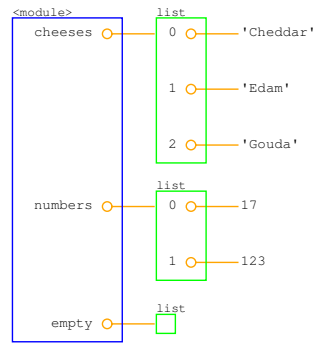 <module> list
cheeses 0 'Cheddar'
1 'Edam'
2 'Gouda'
list
numbers 0 17
1 123
list
empty